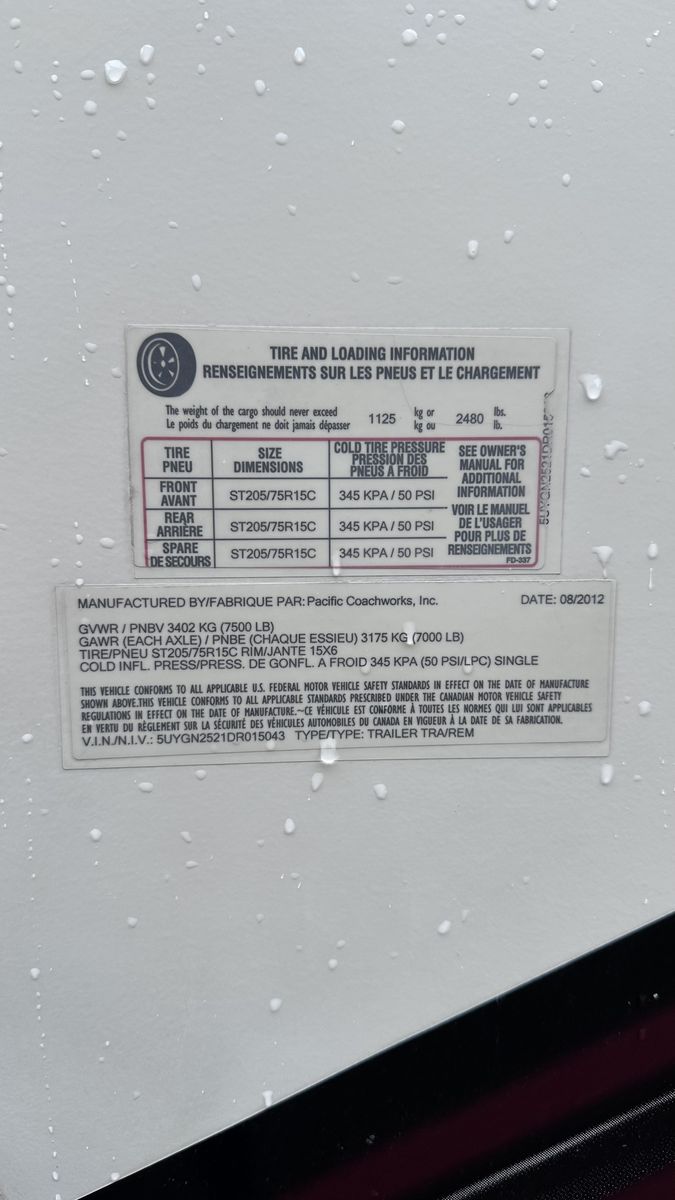 TIRE AND LOADING INFORMATION
RENSEIGNEMENTS SUR LES PNEUS ET LE CHARGEMENT
The weight of the cargo should never exceed 1125 kg or 2480 lbs.
Le poids du chargement ne doit jamais dépasser kg ou lb.
TIRE PNEU
SIZE DIMENSIONS
COLD TIRE PRESSURE PRESSION DES PNEUS A FROID
FRONT AVANT ST205/75R15C 345 KPA / 50 PSI
REAR ARRIÈRE ST205/75R15C 345 KPA / 50 PSI
SPARE DE SECOURS ST205/75R15C 345 KPA / 50 PSI
SEE OWNER'S
MANUAL FOR
ADDITIONAL
INFORMATION
VOIR LE MANUEL
DE L'USAGER
POUR PLUS DE
RENSEIGNEMENTS
FD-337
MANUFACTURED BY/FABRIQUE PAR: Pacific Coachworks, Inc. DATE: 08/2012
GVWR / PNBV 3402 KG (7500 LB)
GAWR (EACH AXLE) / PNBE (CHAQUE ESSIEU) 3175 KG (7000 LB)
TIRE/PNEU ST205/75R15C RIM/JANTE 15X6
COLD INFL. PRESS/PRESS. DE GONFL. A FROID 345 KPA (50 PSI/LPC) SINGLE
THIS VEHICLE CONFORMS TO ALL APPLICABLE U.S. FEDERAL MOTOR VEHICLE SAFETY STANDARDS IN EFFECT ON THE DATE OF MANUFACTURE
SHOWN ABOVE.THIS VEHICLE CONFORMS TO ALL APPLICABLE STANDARDS PRESCRIBED UNDER THE CANADIAN MOTOR VEHICLE SAFETY
REGULATIONS IN EFFECT ON THE DATE OF MANUFACTURE.~CE VÉHICULE EST CONFORME À TOUTES LES NORMES QUI LUI SONT APPLICABLES
EN VERTU DU RÈGLEMENT SUR LA SÉCURITÉ DES VÉHICULES AUTOMOBILES DU CANADA EN VIGUEUR À LA DATE DE SA FABRICATION.
V.I.N./N.I.V.: 5UYGN2521DR015043 TYPE/TYPE: TRAILER TRA/REM